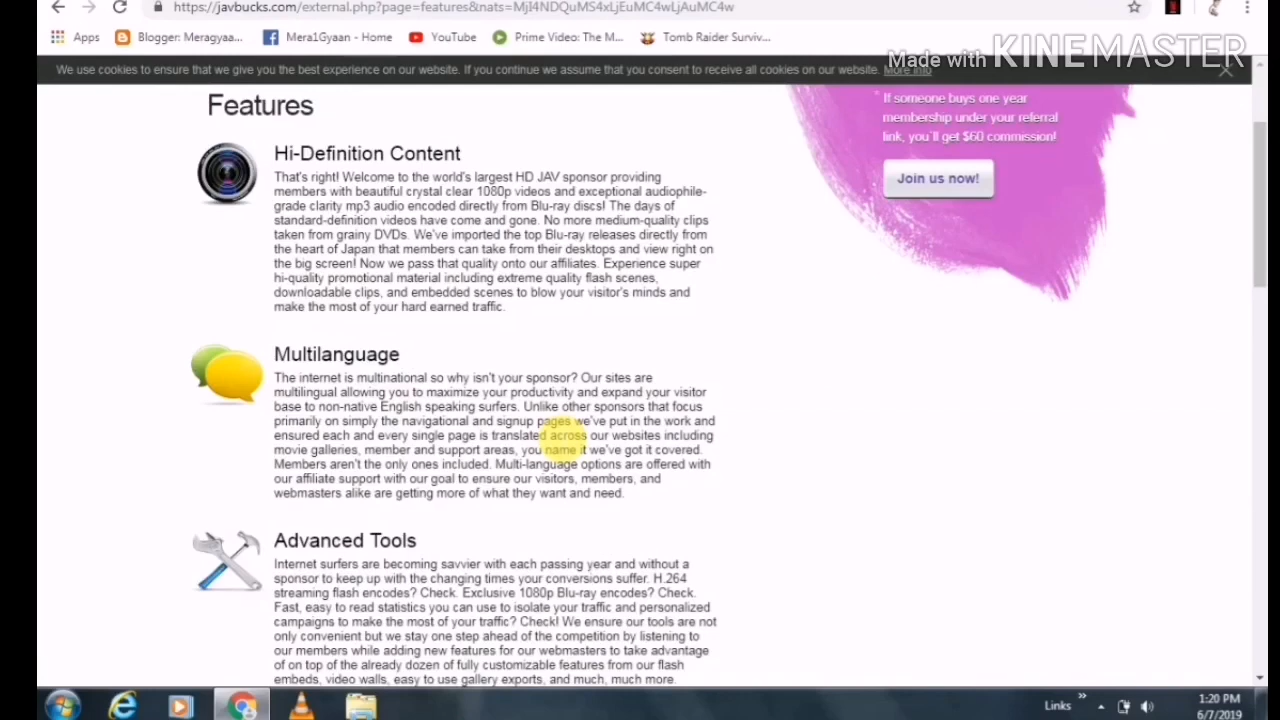 https://javbucks.com/external.php?page=features&nats=MjI4NDQuMS4xLjEuMC4wLjAuMC4w
Apps
Blogger: Meragyaan...
Mera1Gyaan - Home
YouTube
Prime Video: The M...
Tomb Raider Surviv...
Made with KINEMASTER
We use cookies to ensure that we give you the best experience on our website. If you continue we assume that you consent to receive all cookies on our website. More info
Features
If someone buys one year
membership under your referral
link, you`ll get $60 commission!
Join us now!
Hi-Definition Content
That's right! Welcome to the world's largest HD JAV sponsor providing
members with beautiful crystal clear 1080p videos and exceptional audiophile-
grade clarity mp3 audio encoded directly from Blu-ray discs! The days of
standard-definition videos have come and gone. No more medium-quality clips
taken from grainy DVDs. We've imported the top Blu-ray releases directly from
the heart of Japan that members can take from their desktops and view right on
the big screen! Now we pass that quality onto our affiliates. Experience super
hi-quality promotional material including extreme quality flash scenes,
downloadable clips, and embedded scenes to blow your visitor's minds and
make the most of your hard earned traffic.
Multilanguage
The internet is multinational so why isn't your sponsor? Our sites are
multilingual allowing you to maximize your productivity and expand your visitor
base to non-native English speaking surfers. Unlike other sponsors that focus
primarily on simply the navigational and signup pages we've put in the work and
ensured each and every single page is translated across our websites including
movie galleries, member and support areas, you name it we've got it covered.
Members aren't the only ones included. Multi-language options are offered with
our affiliate support with our goal to ensure our visitors, members, and
webmasters alike are getting more of what they want and need.
Advanced Tools
Internet surfers are becoming savvier with each passing year and without a
sponsor to keep up with the changing times your conversions suffer. H.264
streaming flash encodes? Check. Exclusive 1080p Blu-ray encodes? Check.
Fast, easy to read statistics you can use to isolate your traffic and personalized
campaigns to make the most of your traffic? Check! We ensure our tools are not
only convenient but we stay one step ahead of the competition by listening to
our members while adding new features for our webmasters to take advantage
of on top of the already dozen of fully customizable features from our flash
embeds, video walls, easy to use gallery exports, and much, much more.
Links
1:20 PM
6/7/2019